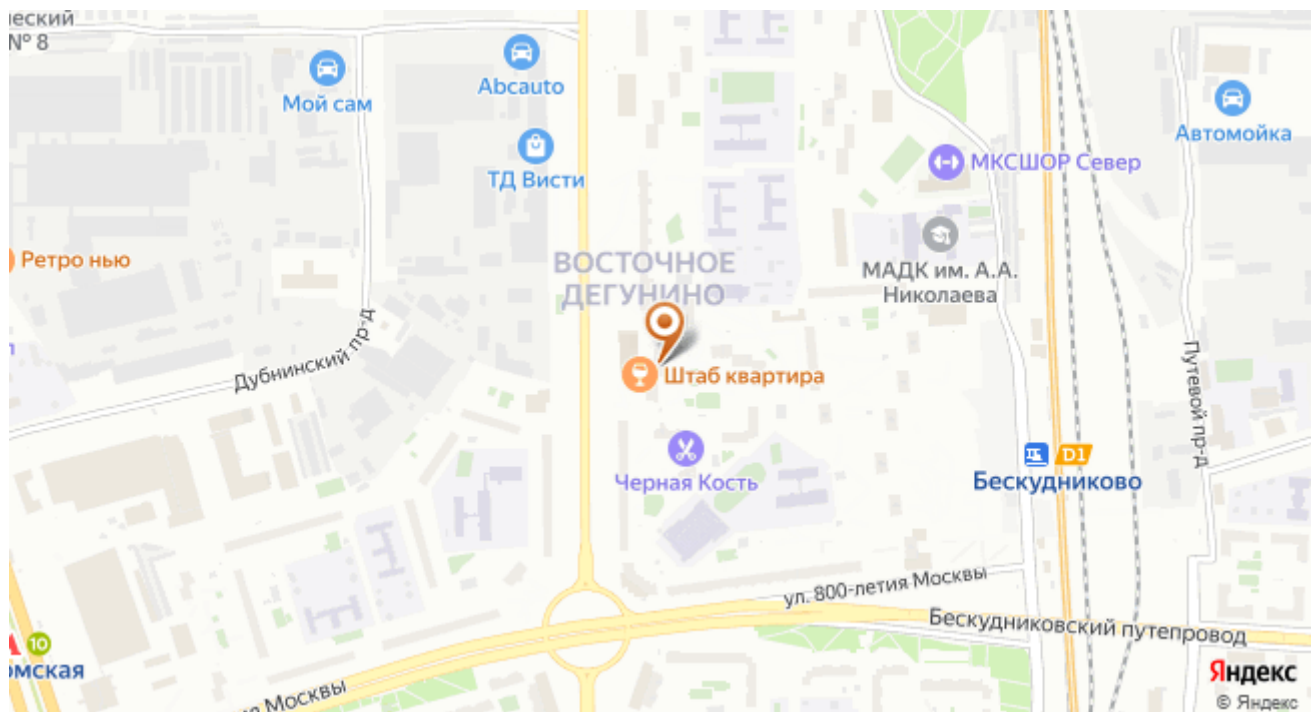 еский
№ 8
Мой сам
Abcauto
ТД Висти
Автомойка
МКСШОР Север
МАДК им. А.А.
Николаева
Ретро нью
ВОСТОЧНОЕ
ДЕГУНИНО
Дубнинский пр-д
Штаб квартира
Путевой пр-д
Черная Кость
D1
Бескудниково
ул. 800-летия Москвы
Бескудниковский путепровод
10
омская
Москвы
Яндекс
© Яндекс